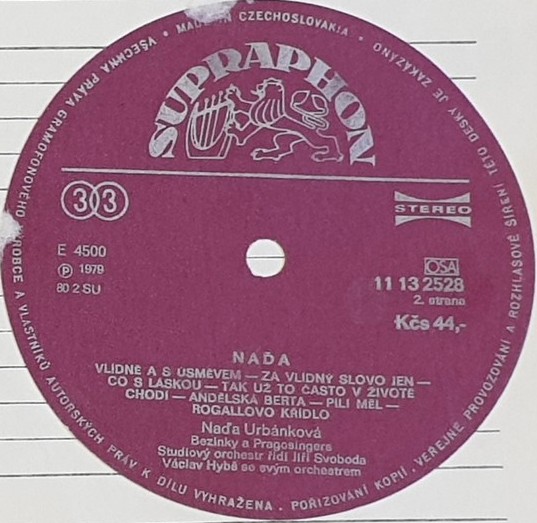 VŠECHNA PRÁVA GRAMOFONOVÉHO VÝROBCE A VLASTNÍKŮ AUTORSKÝCH PRÁV K DÍLU VYHRAŽENA . POŘIZOVÁNÍ KOPIÍ , VEŘEJNÉ PROVOZOVÁNÍ A ROZHLASOVÉ ŠÍŘENÍ TÉTO DESKY JE ZAKÁZÁNO • MADE IN CZECHOSLOVAKIA •
SUPRAPHON
33
STEREO
E 4500
Ⓟ 1979
80 2 SU
OSA
11 13 2528
2. strana
Kčs 44,-
NAĎA
VLÍDNĚ A S ÚSMĚVEM — ZA VLÍDNÝ SLOVO JEN —
CO S LÁSKOU — TAK UŽ TO ČASTO V ŽIVOTĚ
CHODÍ — ANDĚLSKÁ BERTA — PILI MĚL —
ROGALLOVO KŘÍDLO
Naďa Urbánková
Bezinky a Pragosingers
Studiový orchestr řídí Jiří Svoboda
Václav Hybš se svým orchestrem